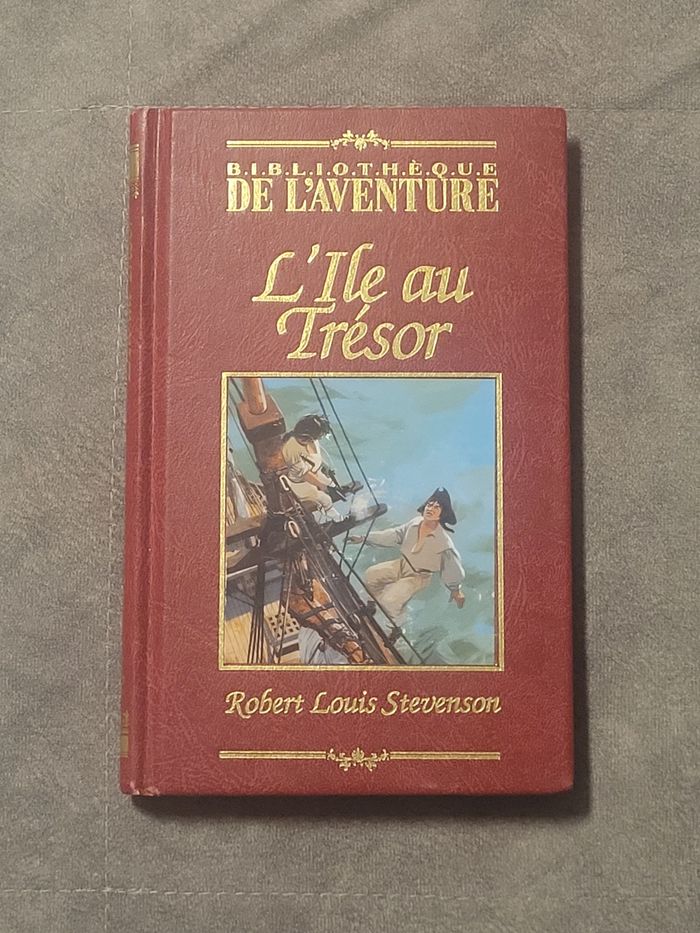 B.I.B.L.I.O.T.H.È.Q.U.E
DE L'AVENTURE
L'Ile au
Trésor
Robert Louis Stevenson